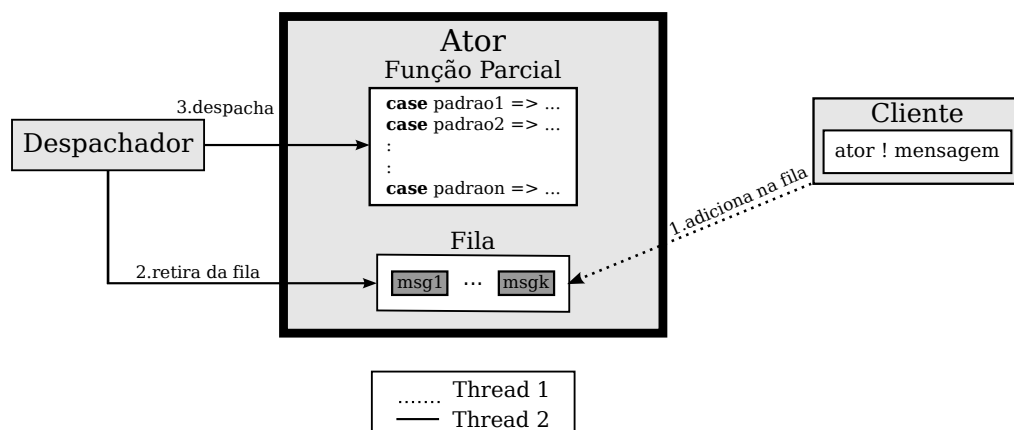 Ator
Função Parcial
case padrao1 => ...
case padrao2 => ...
:
:
case padraon => ...
3.despacha
Despachador
Cliente
ator ! mensagem
1.adiciona na fila
Fila
2.retira da fila
msg1 ... msgk
Thread 1
Thread 2